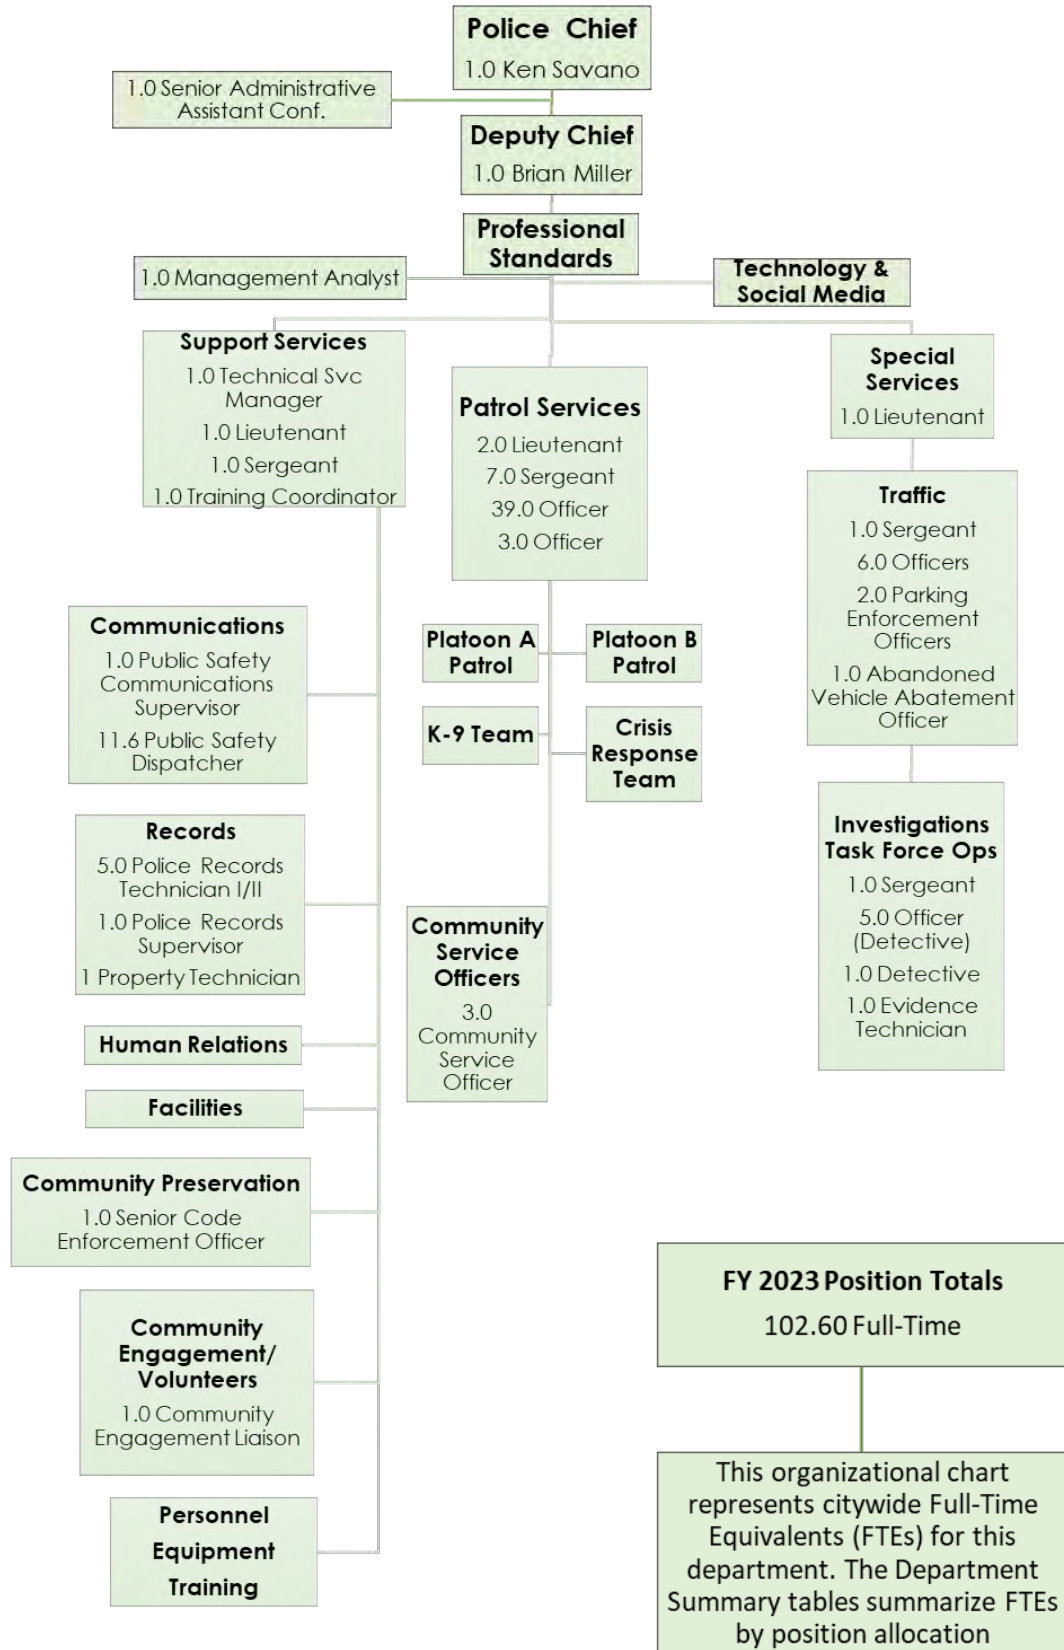 Police Chief
1.0 Ken Savano
1.0 Senior Administrative
Assistant Conf.
Deputy Chief
1.0 Brian Miller
Professional
Standards
1.0 Management Analyst
Technology &
Social Media
Support Services
1.0 Technical Svc
Manager
1.0 Lieutenant
1.0 Sergeant
1.0 Training Coordinator
Patrol Services
2.0 Lieutenant
7.0 Sergeant
39.0 Officer
3.0 Officer
Special
Services
1.0 Lieutenant
Traffic
1.0 Sergeant
6.0 Officers
2.0 Parking
Enforcement
Officers
1.0 Abandoned
Vehicle Abatement
Officer
Communications
1.0 Public Safety
Communications
Supervisor
11.6 Public Safety
Dispatcher
Platoon A
Patrol
Platoon B
Patrol
K-9 Team
Crisis
Response
Team
Records
5.0 Police Records
Technician I/II
1.0 Police Records
Supervisor
1 Property Technician
Investigations
Task Force Ops
1.0 Sergeant
5.0 Officer
(Detective)
1.0 Detective
1.0 Evidence
Technician
Community
Service
Officers
3.0
Community
Service
Officer
Human Relations
Facilities
Community Preservation
1.0 Senior Code
Enforcement Officer
Community
Engagement/
Volunteers
1.0 Community
Engagement Liaison
Personnel
Equipment
Training
FY 2023 Position Totals
102.60 Full-Time
This organizational chart
represents citywide Full-Time
Equivalents (FTEs) for this
department. The Department
Summary tables summarize FTEs
by position allocation